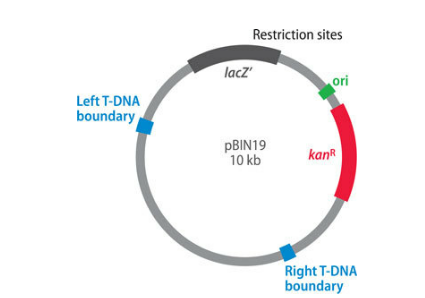 Restriction sites
lacZ'
ori
Left T-DNA
boundary
pBIN19
10 kb
kanR
Right T-DNA
boundary